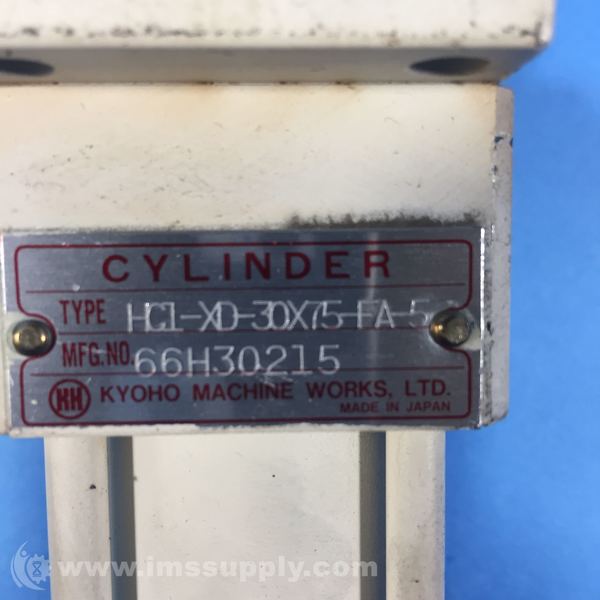 CYLINDER
TYPE HC1-XD-30X75-FA-5
MFG.NO. 66H30215
KH KYOHO MACHINE WORKS, LTD.
MADE IN JAPAN
www.imssupply.com